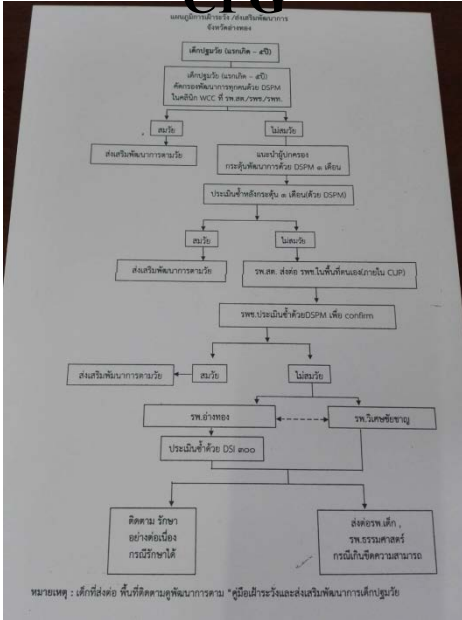 CPG
แผนภูมิการเฝ้าระวัง /ส่งเสริมพัฒนาการ
จังหวัดอ่างทอง
เด็กปฐมวัย (แรกเกิด – ๕ปี)
เด็กปฐมวัย (แรกเกิด – ๕ปี)
คัดกรองพัฒนาการทุกคนด้วย DSPM
ในคลินิก WCC ที่ รพ.สต./รพช./รพท.
สมวัย
ไม่สมวัย
ส่งเสริมพัฒนาการตามวัย
แนะนำผู้ปกครอง
กระตุ้นพัฒนาการด้วย DSPM ๑ เดือน
ประเมินซ้ำหลังกระตุ้น ๑ เดือน(ด้วย DSPM)
สมวัย
ไม่สมวัย
ส่งเสริมพัฒนาการตามวัย
รพ.สต. ส่งต่อ รพช.ในพื้นที่ตนเอง(ภายใน CUP)
รพช.ประเมินซ้ำด้วยDSPM เพื่อ confirm
ส่งเสริมพัฒนาการตามวัย
สมวัย
ไม่สมวัย
รพ.อ่างทอง
รพ.วิเศษชัยชาญ
ประเมินซ้ำด้วย DSI ๓๐๐
ติดตาม รักษา
อย่างต่อเนื่อง
กรณีรักษาได้
ส่งต่อรพ.เด็ก ,
รพ.ธรรมศาสตร์
กรณีเกินขีดความสามารถ
หมายเหตุ : เด็กที่ส่งต่อ พื้นที่ติดตามดูพัฒนาการตาม "คู่มือเฝ้าระวังและส่งเสริมพัฒนาการเด็กปฐมวัย